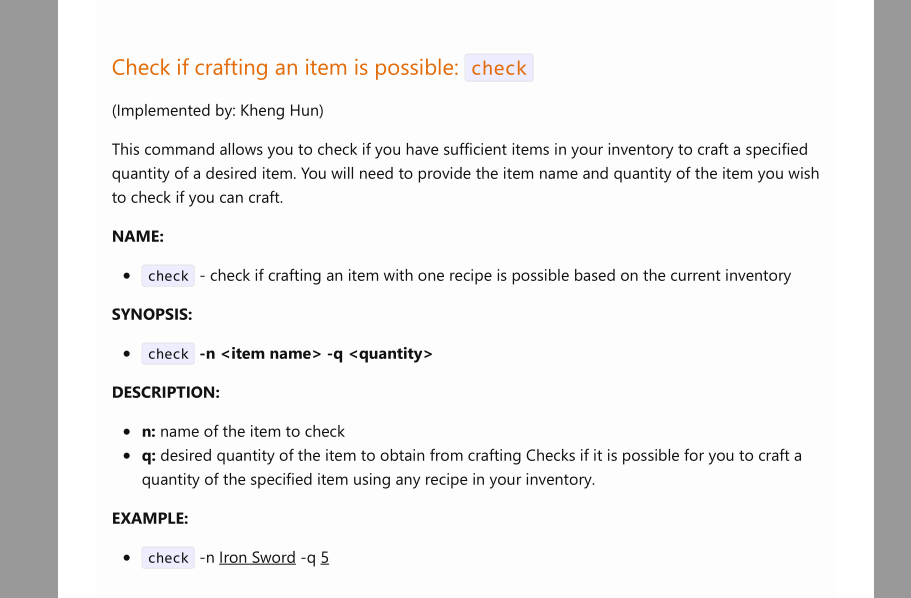 Check if crafting an item is possible: check
(Implemented by: Kheng Hun)
This command allows you to check if you have sufficient items in your inventory to craft a specified
quantity of a desired item. You will need to provide the item name and quantity of the item you wish
to check if you can craft.
NAME:
• check - check if crafting an item with one recipe is possible based on the current inventory
SYNOPSIS:
• check -n <item name> -q <quantity>
DESCRIPTION:
• n: name of the item to check
• q: desired quantity of the item to obtain from crafting Checks if it is possible for you to craft a
quantity of the specified item using any recipe in your inventory.
EXAMPLE:
• check -n Iron Sword -q 5